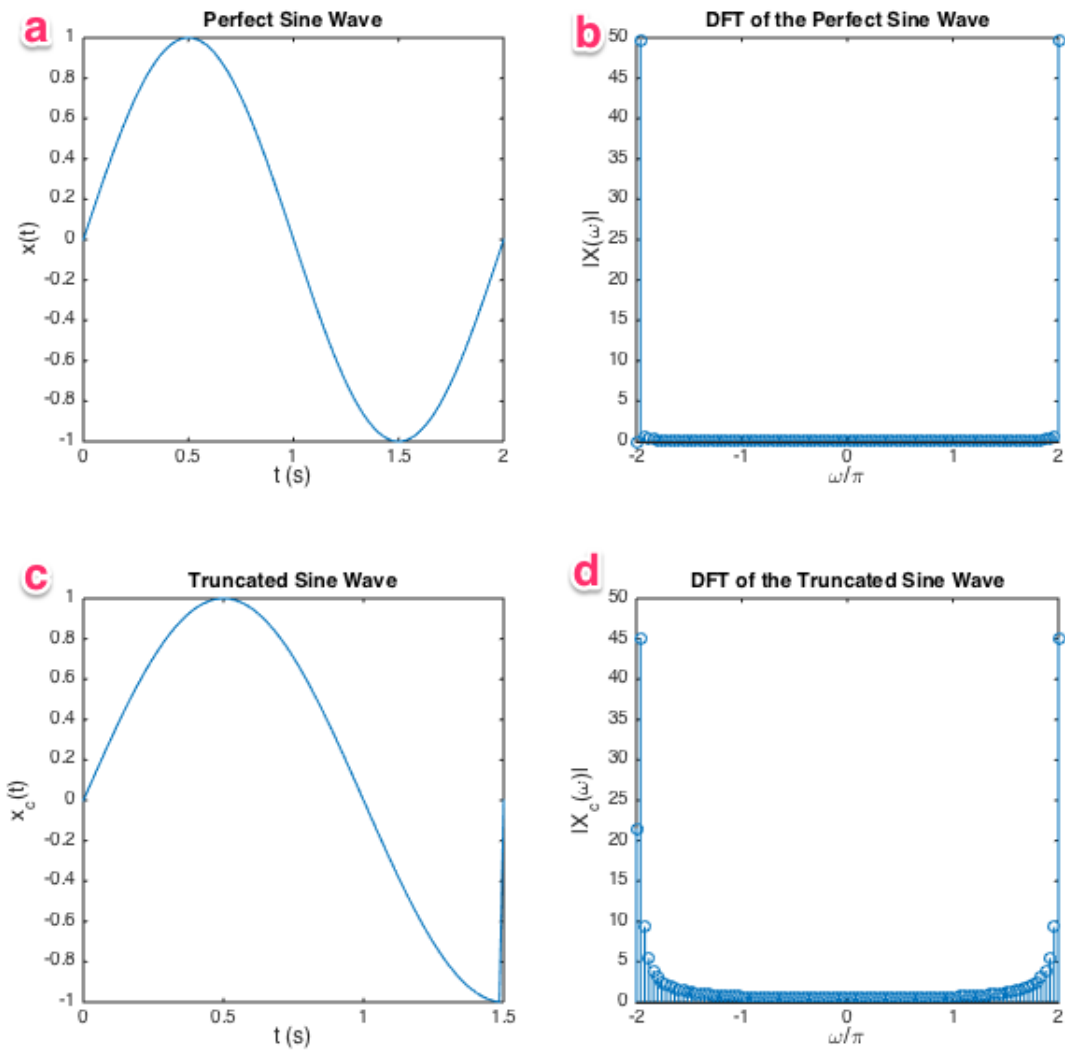 a
Perfect Sine Wave
1
0.8
0.6
0.4
0.2
0
-0.2
-0.4
-0.6
-0.8
-1
x(t)
0 0.5 1 1.5 2
t (s)
b
DFT of the Perfect Sine Wave
50
45
40
35
30
25
20
15
10
5
0
|X(ω)|
-2 -1 0 1 2
ω/π
c
Truncated Sine Wave
1
0.8
0.6
0.4
0.2
0
-0.2
-0.4
-0.6
-0.8
-1
x_c(t)
0 0.5 1 1.5
t (s)
d
DFT of the Truncated Sine Wave
50
45
40
35
30
25
20
15
10
5
0
|X_c(ω)|
-2 -1 0 1 2
ω/π